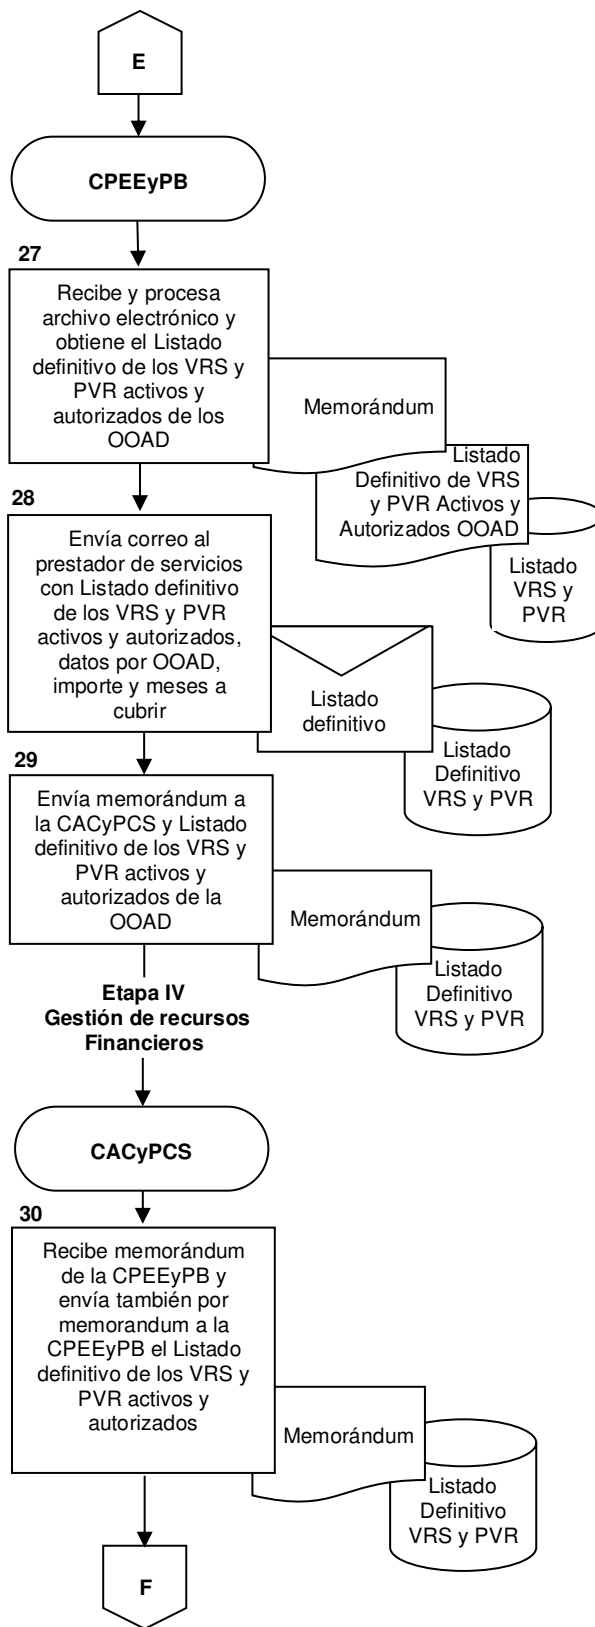 E
CPEEyPB
27
Recibe y procesa
archivo electrónico y
obtiene el Listado
definitivo de los VRS y
PVR activos y
autorizados de los
OOAD
Memorándum
Listado
Definitivo de VRS
y PVR Activos y
Autorizados OOAD
Listado
VRS y
PVR
28
Envía correo al
prestador de servicios
con Listado definitivo
de los VRS y PVR
activos y autorizados,
datos por OOAD,
importe y meses a
cubrir
Listado
definitivo
Listado
Definitivo
VRS y PVR
29
Envía memorándum a
la CACyPCS y Listado
definitivo de los VRS y
PVR activos y
autorizados de la
OOAD
Memorándum
Listado
Definitivo
VRS y PVR
Etapa IV
Gestión de recursos
Financieros
CACyPCS
30
Recibe memorándum
de la CPEEyPB y
envía también por
memorandum a la
CPEEyPB el Listado
definitivo de los VRS y
PVR activos y
autorizados
Memorándum
Listado
Definitivo
VRS y PVR
F